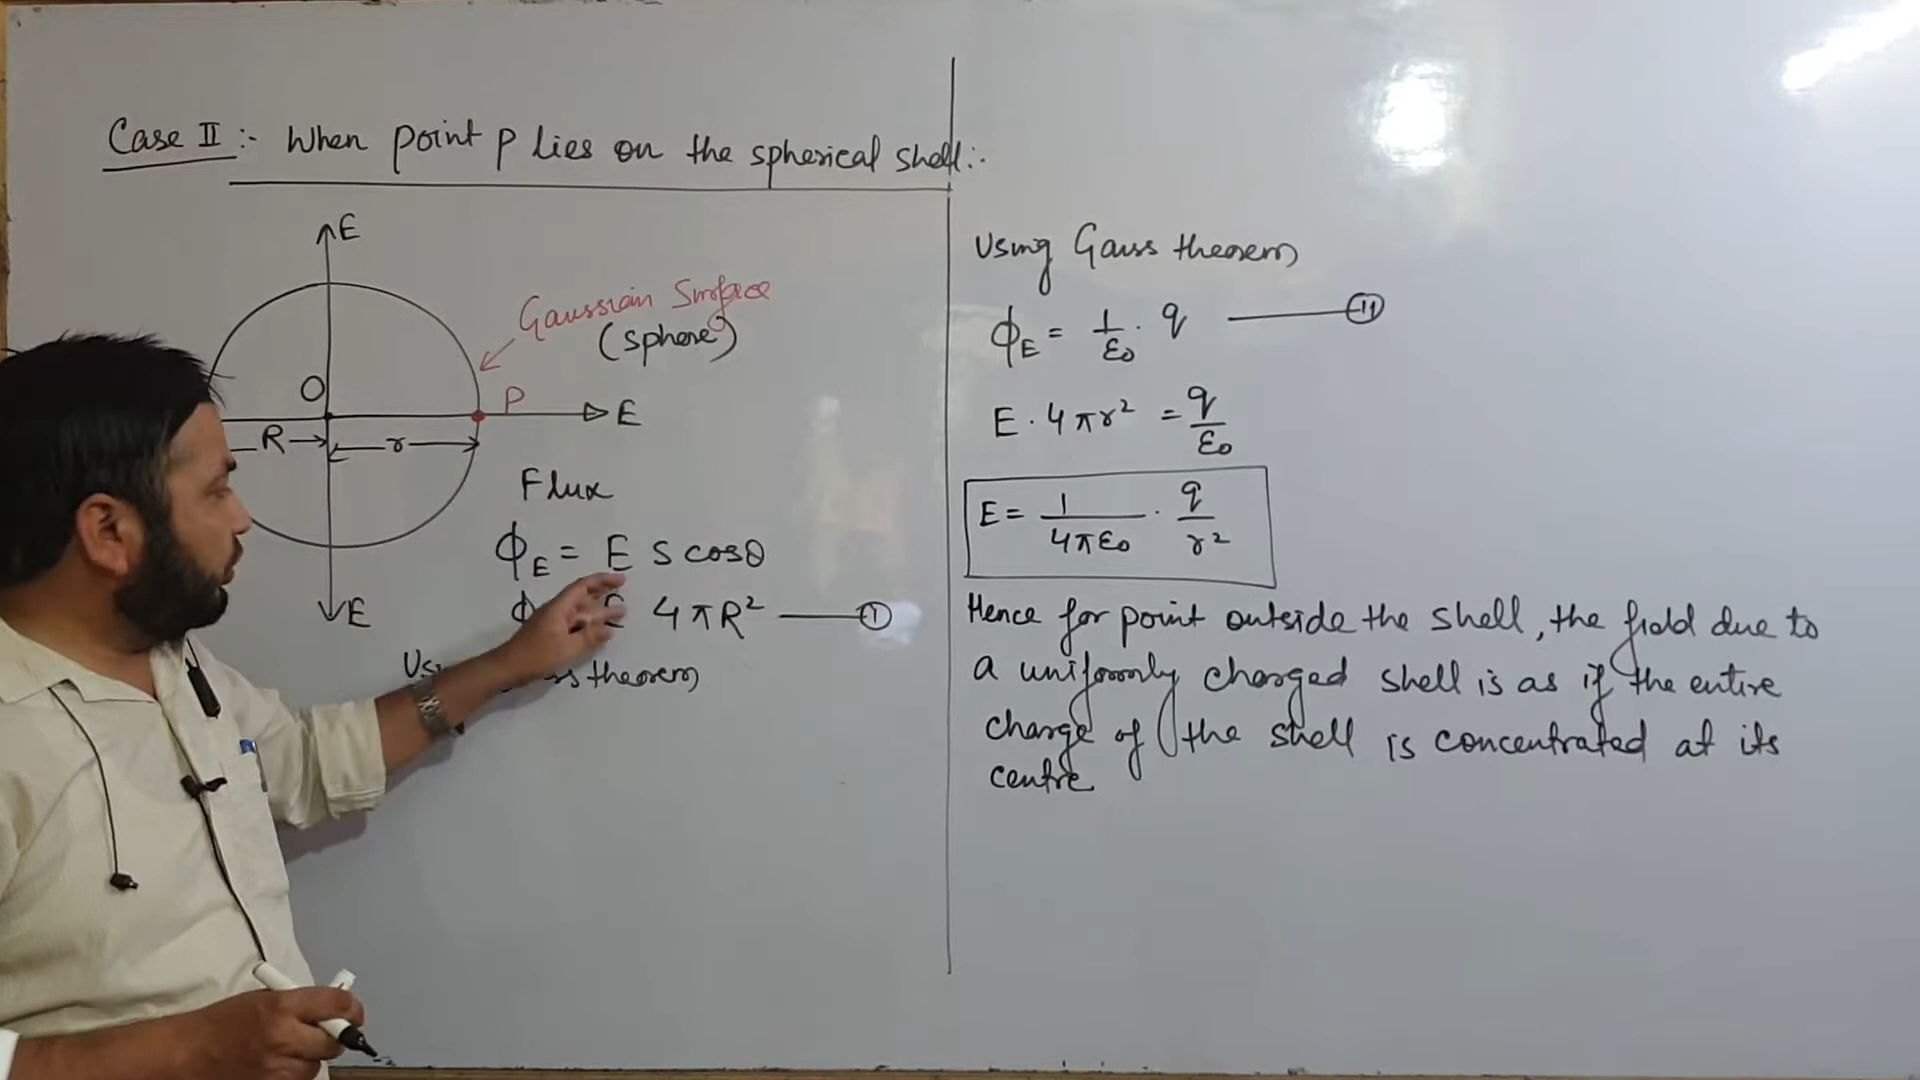 Case II :- When point P lies on the spherical shell:-
E
Gaussian Surface
(Sphere)
O
P
E
R
r
Flux
ϕE = E S cosθ
4πR² —— I
E
theorem
Using Gauss theorem
ϕE = 1/ε₀ · q —— II
E · 4πr² = q/ε₀
E = 1/4πε₀ · q/r²
Hence for point outside the shell, the field due to
a uniformly charged shell is as if the entire
charge of the shell is concentrated at its
centre